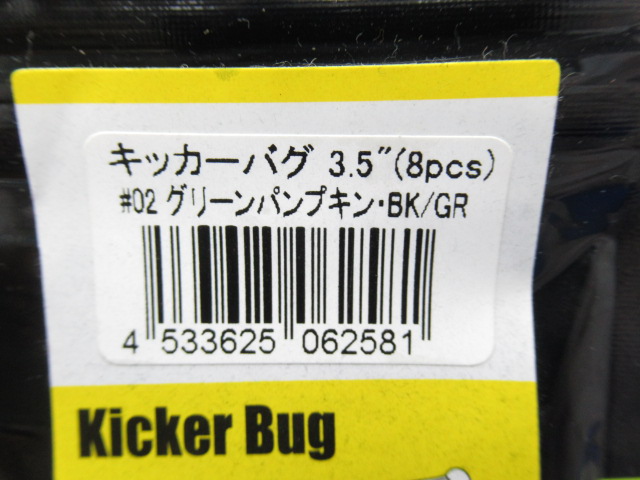 キッカーバグ 3.5″(8pcs)
#02 グリーンパンプキン・BK/GR
4 533625 062581
Kicker Bug